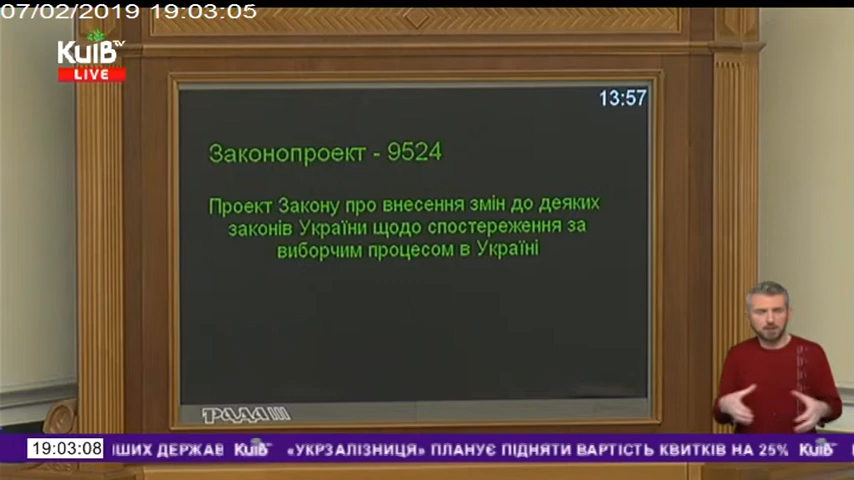 07/02/2019 19:03:05
КиїВ TV
LIVE
13:57
Законопроект - 9524
Проект Закону про внесення змін до деяких
законів України щодо спостереження за
виборчим процесом в Україні
РАДА III
19:03:08 ІШИХ ДЕРЖАВ КиїВ «УКРЗАЛІЗНИЦЯ» ПЛАНУЄ ПІДНЯТИ ВАРТІСТЬ КВИТКІВ НА 25% КиїВ